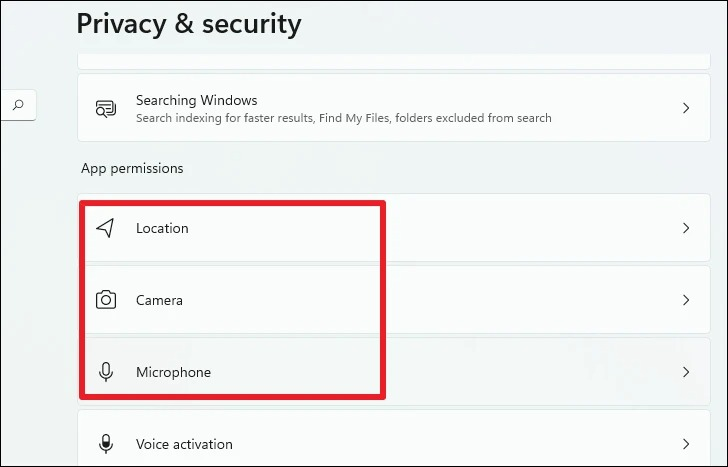 Privacy & security
Searching Windows
Search indexing for faster results, Find My Files, folders excluded from search
App permissions
Location
Camera
Microphone
Voice activation